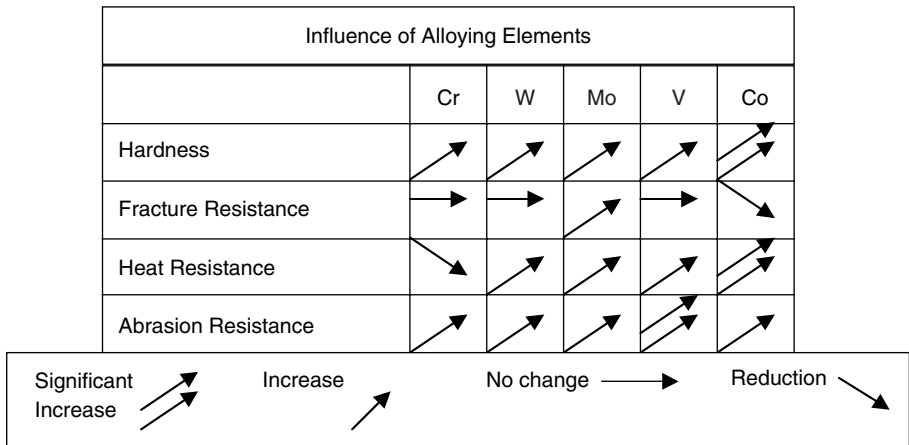 Influence of Alloying Elements
Cr W Mo V Co
Hardness
Fracture Resistance
Heat Resistance
Abrasion Resistance
Significant Increase No change Reduction
Increase